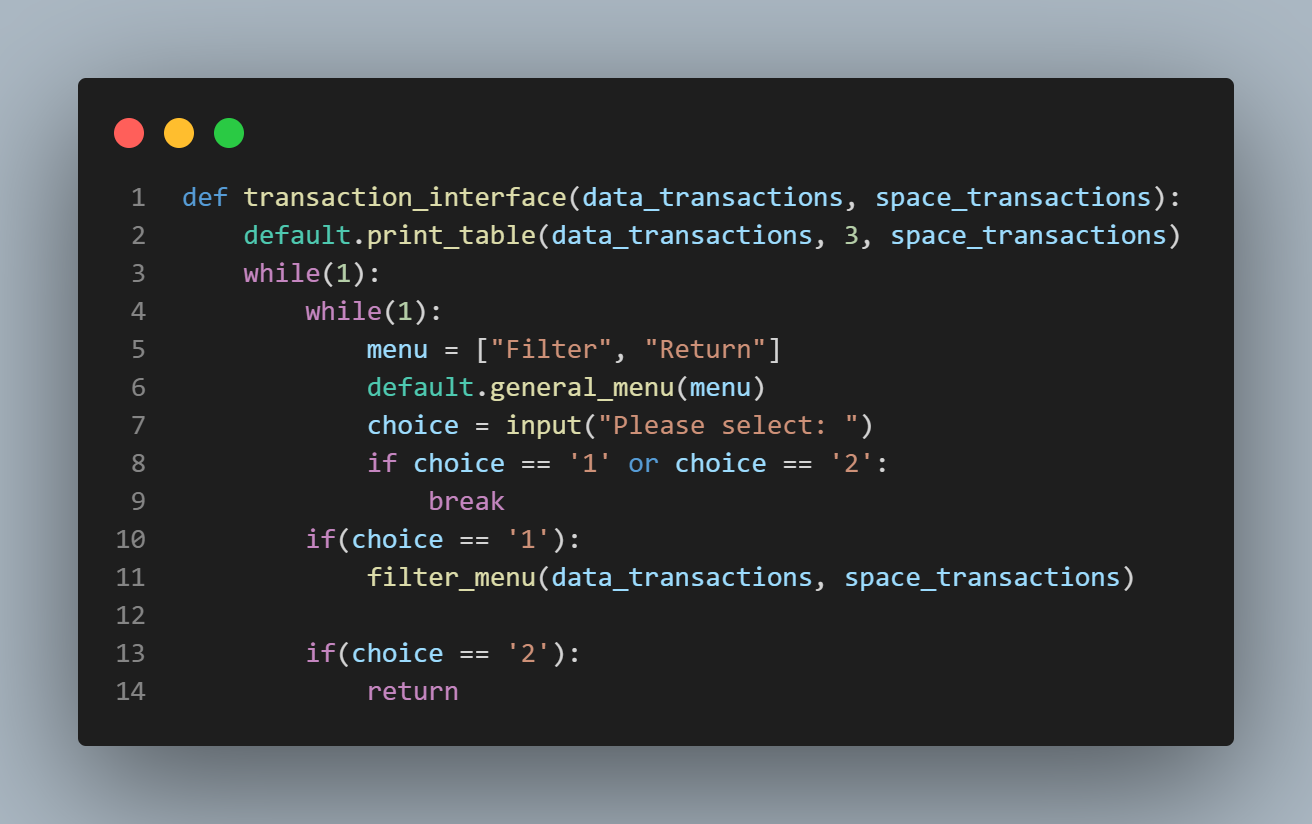 1 def transaction_interface(data_transactions, space_transactions):
2     default.print_table(data_transactions, 3, space_transactions)
3     while(1):
4         while(1):
5             menu = ["Filter", "Return"]
6             default.general_menu(menu)
7             choice = input("Please select: ")
8             if choice == '1' or choice == '2':
9                 break
10         if(choice == '1'):
11             filter_menu(data_transactions, space_transactions)
12
13         if(choice == '2'):
14             return